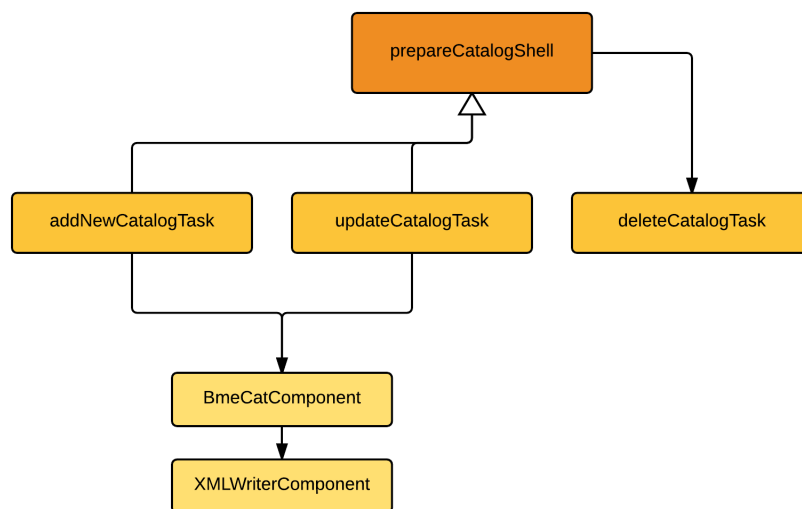 prepareCatalogShell
addNewCatalogTask
updateCatalogTask
deleteCatalogTask
BmeCatComponent
XMLWriterComponent